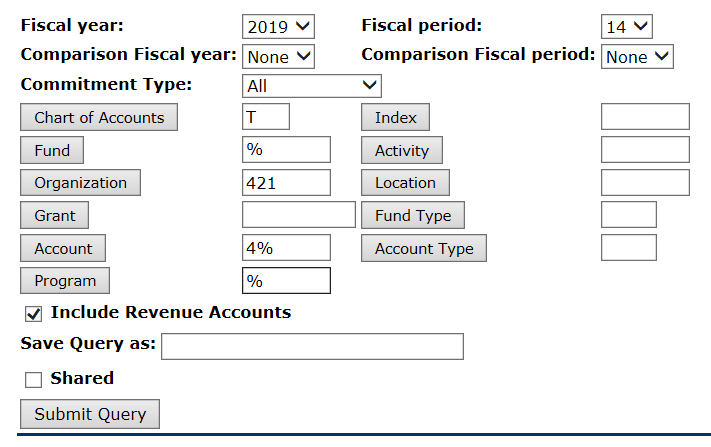 Fiscal year: 2019 Fiscal period: 14
Comparison Fiscal year: None Comparison Fiscal period: None
Commitment Type: All
Chart of Accounts T Index
Fund % Activity
Organization 421 Location
Grant Fund Type
Account 4% Account Type
Program %
Include Revenue Accounts
Save Query as:
Shared
Submit Query